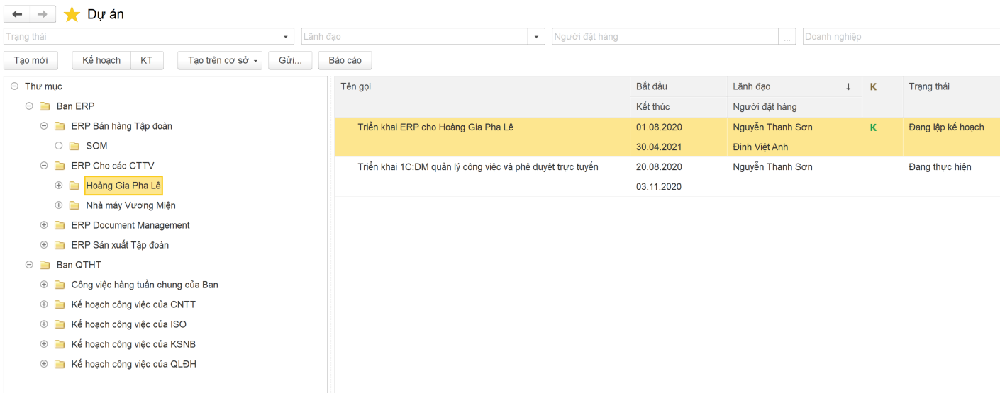 Dự án
Trạng thái Lãnh đạo Người đặt hàng ... Doanh nghiệp
Tạo mới Kế hoạch KT Tạo trên cơ sở Gửi... Báo cáo
Thư mục
Ban ERP
ERP Bán hàng Tập đoàn
SOM
ERP Cho các CTTV
Hoàng Gia Pha Lê
Nhà máy Vương Miện
ERP Document Management
ERP Sản xuất Tập đoàn
Ban QTHT
Công việc hàng tuần chung của Ban
Kế hoạch công việc của CNTT
Kế hoạch công việc của ISO
Kế hoạch công việc của KSNB
Kế hoạch công việc của QLĐH
Tên gọi Bắt đầu Lãnh đạo ↓ K Trạng thái
Kết thúc Người đặt hàng
Triển khai ERP cho Hoàng Gia Pha Lê 01.08.2020 Nguyễn Thanh Sơn K Đang lập kế hoạch
30.04.2021 Đinh Việt Anh
Triển khai 1C:DM quản lý công việc và phê duyệt trực tuyến 20.08.2020 Nguyễn Thanh Sơn Đang thực hiện
03.11.2020